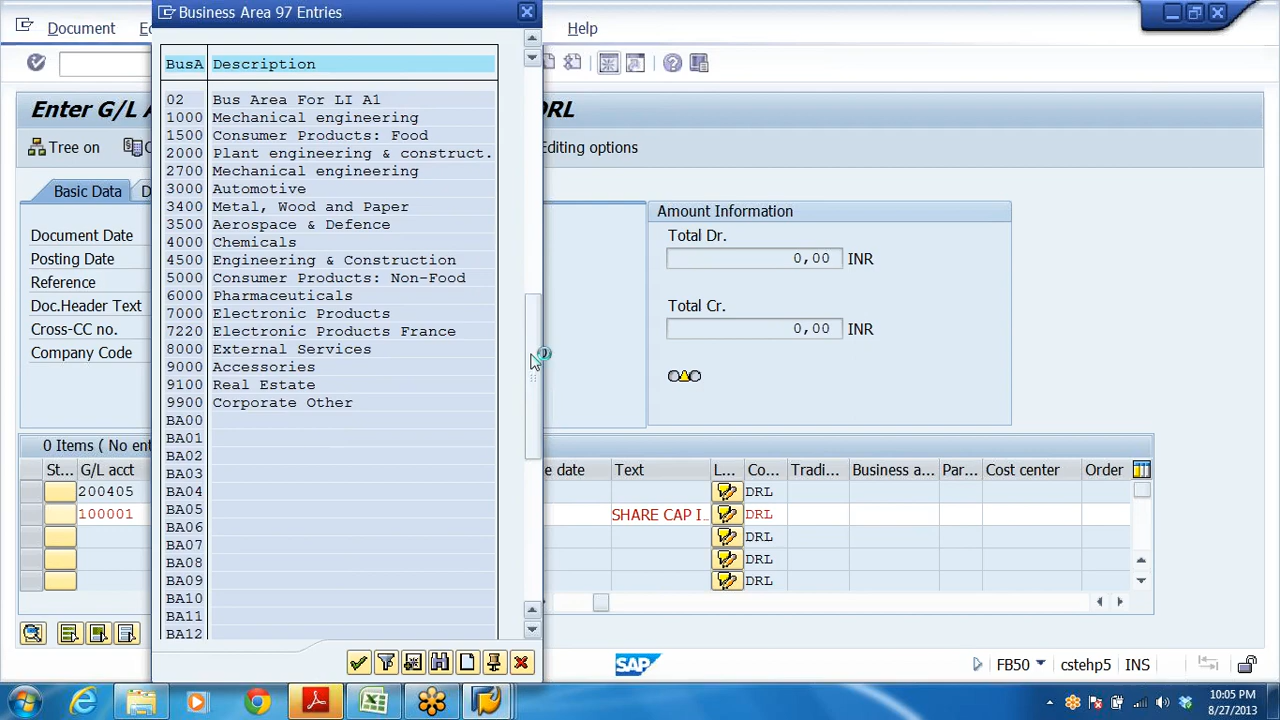 Business Area 97 Entries
Document
Help
BusA Description
02 Bus Area For LI A1
1000 Mechanical engineering
1500 Consumer Products: Food
2000 Plant engineering & construct.
2700 Mechanical engineering
3000 Automotive
3400 Metal, Wood and Paper
3500 Aerospace & Defence
4000 Chemicals
4500 Engineering & Construction
5000 Consumer Products: Non-Food
6000 Pharmaceuticals
7000 Electronic Products
7220 Electronic Products France
8000 External Services
9000 Accessories
9100 Real Estate
9900 Corporate Other
BA00
BA01
BA02
BA03
BA04
BA05
BA06
BA07
BA08
BA09
BA10
BA11
BA12
Enter G/L
DRL
Tree on
Editing options
Basic Data D
Document Date
Posting Date
Reference
Doc.Header Text
Cross-CC no.
Company Code
Amount Information
Total Dr.
0,00 INR
Total Cr.
0,00 INR
0 Items ( No ent
St... G/L acct
e date Text L... Co... Tradi... Business a... Par... Cost center Order
200405 DRL
100001 SHARE CAP I... DRL
DRL
DRL
DRL
SAP
FB50 cstehp5 INS
10:05 PM
8/27/2013